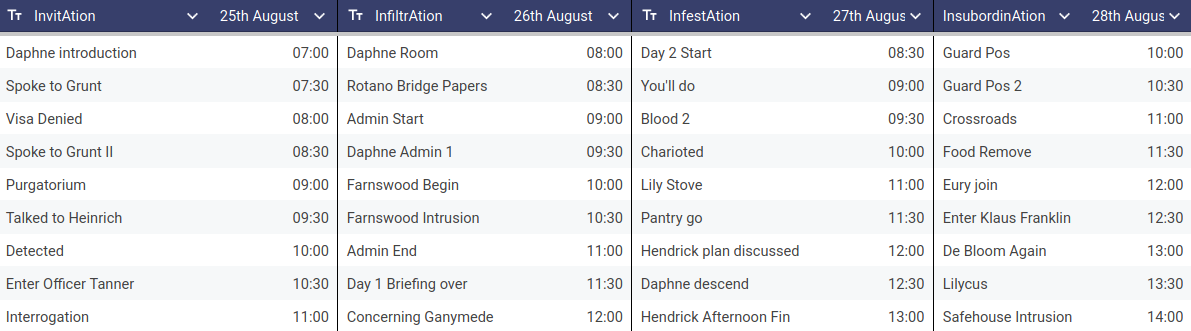 InvitAtion 25th August InfiltrAtion 26th August InfestAtion 27th Augus InsubordinAtion 28th Augus
Daphne introduction 07:00 Daphne Room 08:00 Day 2 Start 08:30 Guard Pos 10:00
Spoke to Grunt 07:30 Rotano Bridge Papers 08:30 You'll do 09:00 Guard Pos 2 10:30
Visa Denied 08:00 Admin Start 09:00 Blood 2 09:30 Crossroads 11:00
Spoke to Grunt II 08:30 Daphne Admin 1 09:30 Charioted 10:00 Food Remove 11:30
Purgatorium 09:00 Farnswood Begin 10:00 Lily Stove 11:00 Eury join 12:00
Talked to Heinrich 09:30 Farnswood Intrusion 10:30 Pantry go 11:30 Enter Klaus Franklin 12:30
Detected 10:00 Admin End 11:00 Hendrick plan discussed 12:00 De Bloom Again 13:00
Enter Officer Tanner 10:30 Day 1 Briefing over 11:30 Daphne descend 12:30 Lilycus 13:30
Interrogation 11:00 Concerning Ganymede 12:00 Hendrick Afternoon Fin 13:00 Safehouse Intrusion 14:00